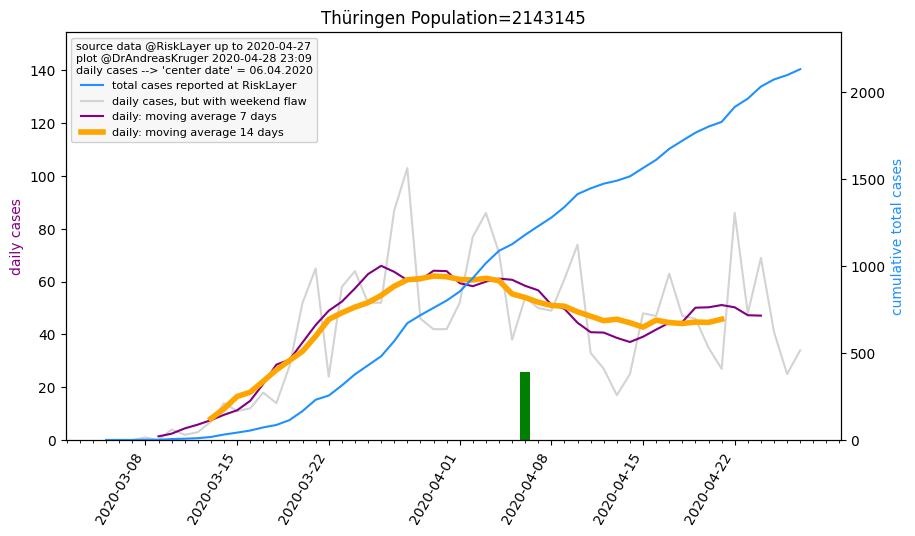 Thüringen Population=2143145
source data @RiskLayer up to 2020-04-27
plot @DrAndreasKruger 2020-04-28 23:09
daily cases --> 'center date' = 06.04.2020
total cases reported at RiskLayer
daily cases, but with weekend flaw
daily: moving average 7 days
daily: moving average 14 days
daily cases
140
120
100
80
60
40
20
0
cumulative total cases
2000
1500
1000
500
0
2020-03-08
2020-03-15
2020-03-22
2020-04-01
2020-04-08
2020-04-15
2020-04-22